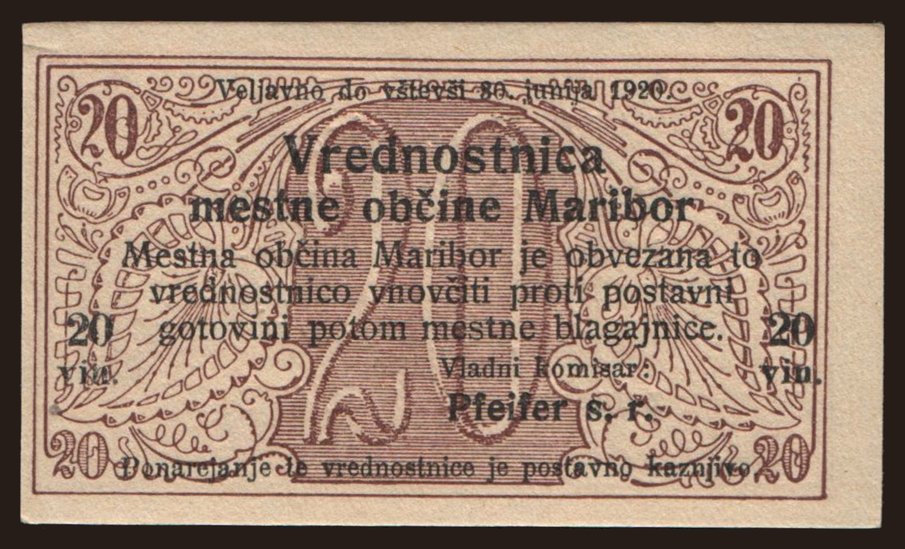 20 Veljavno do vštevši 30. junija 1920. 20
Vrednostnica
mestne občine Maribor
Mestna občina Maribor je obvezana to
vrednostnico vnovčiti proti postavni
20 gotovini potom mestne blagajnice. 20
vin. Vladni komisar: vin.
Pfeifer s. r.
20
20 Ponarejanje te vrednostnice je postavno kaznjivo. 20